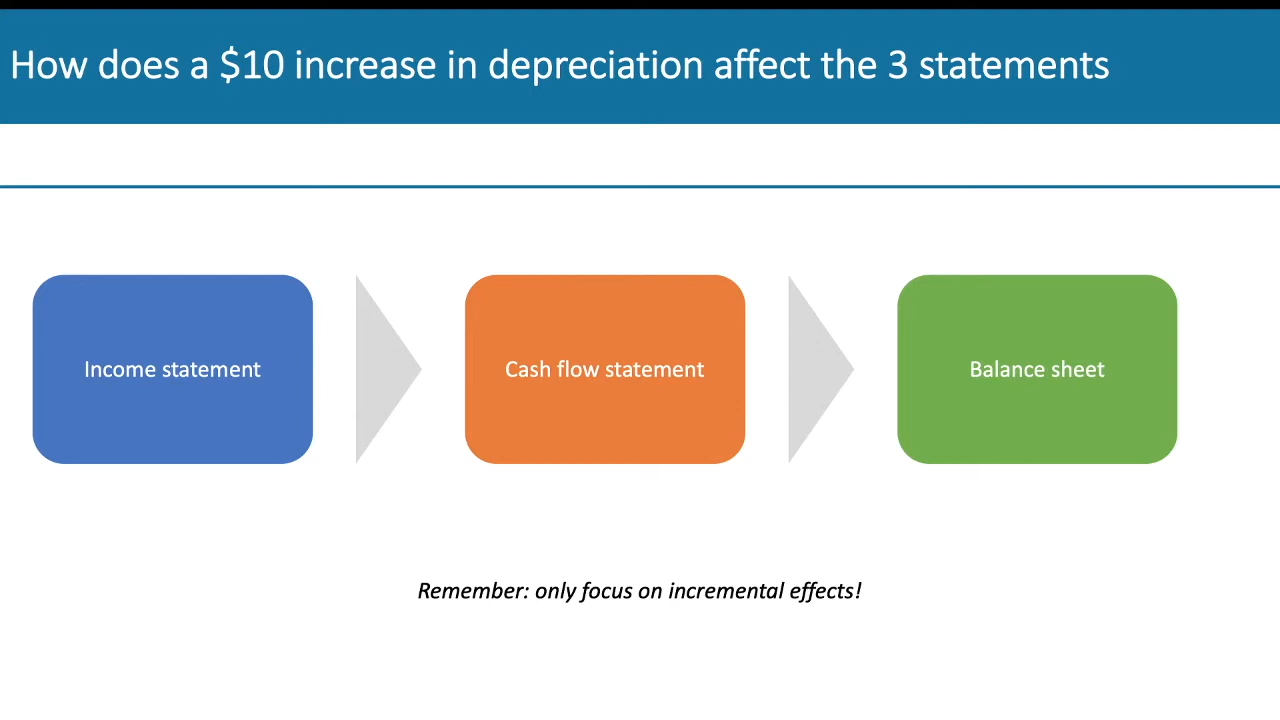 How does a $10 increase in depreciation affect the 3 statements
Income statement
Cash flow statement
Balance sheet
Remember: only focus on incremental effects!